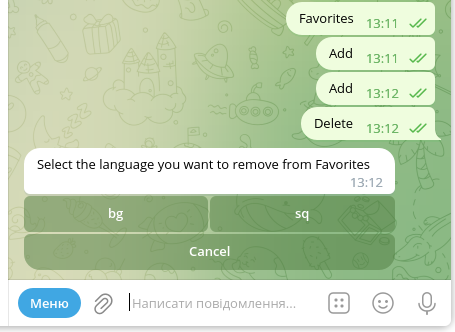 Favorites 13:11
Add 13:11
Add 13:12
Delete 13:12
Select the language you want to remove from Favorites
13:12
bg sq
Cancel
Меню Написати повідомлення...